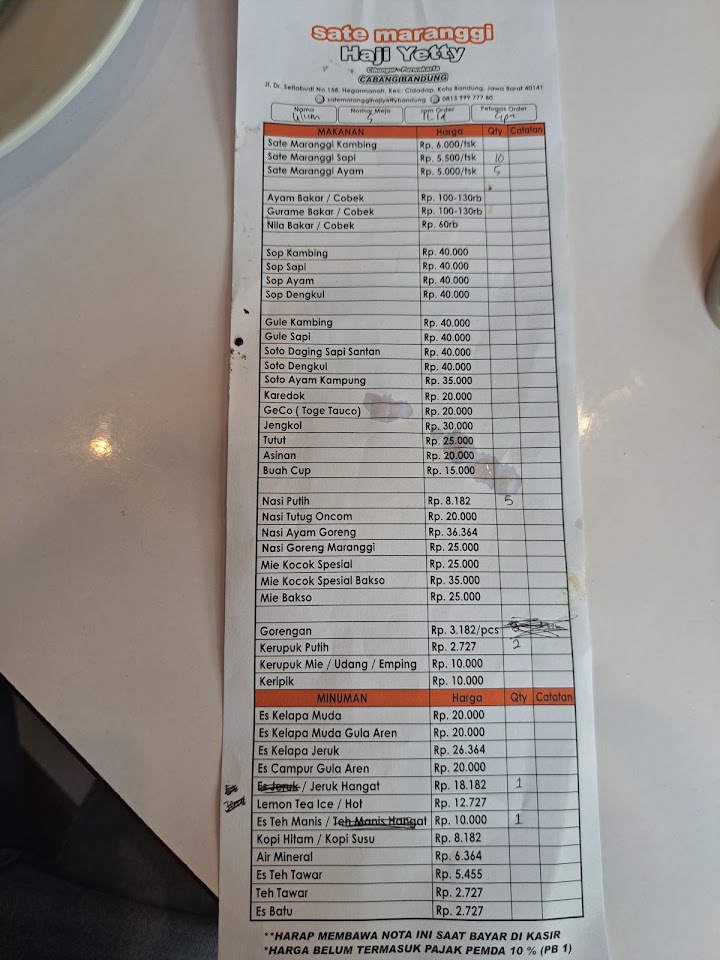 sate maranggi
Haji Yetty
Cibungur - Purwakarta
CABANG BANDUNG
Jl. Dr. Setiabudi No.158, Hegarmanah, Kec. Cidadap, Kota Bandung, Jawa Barat 40141
satemaranggihajiyettybandung 0813 999 777 80
Nama Nomor Meja Jam Order Petugas Order
5
MAKANAN Harga Qty Catatan
Sate Maranggi Kambing Rp. 6.000/tsk
Sate Maranggi Sapi Rp. 5.500/tsk 10
Sate Maranggi Ayam Rp. 5.000/tsk 5
Ayam Bakar / Cobek Rp. 100-130rb
Gurame Bakar / Cobek Rp. 100-130rb
Nila Bakar / Cobek Rp. 60rb
Sop Kambing Rp. 40.000
Sop Sapi Rp. 40.000
Sop Ayam Rp. 40.000
Sop Dengkul Rp. 40.000
Gule Kambing Rp. 40.000
Gule Sapi Rp. 40.000
Soto Daging Sapi Santan Rp. 40.000
Soto Dengkul Rp. 40.000
Soto Ayam Kampung Rp. 35.000
Karedok Rp. 20.000
GeCo ( Toge Tauco) Rp. 20.000
Jengkol Rp. 30.000
Tutut Rp. 25.000
Asinan Rp. 20.000
Buah Cup Rp. 15.000
Nasi Putih Rp. 8.182 5
Nasi Tutug Oncom Rp. 20.000
Nasi Ayam Goreng Rp. 36.364
Nasi Goreng Maranggi Rp. 25.000
Mie Kocok Spesial Rp. 25.000
Mie Kocok Spesial Bakso Rp. 35.000
Mie Bakso Rp. 25.000
Gorengan Rp. 3.182/pcs
Kerupuk Putih Rp. 2.727 2
Kerupuk Mie / Udang / Emping Rp. 10.000
Keripik Rp. 10.000
MINUMAN Harga Qty Catatan
Es Kelapa Muda Rp. 20.000
Es Kelapa Muda Gula Aren Rp. 20.000
Es Kelapa Jeruk Rp. 26.364
Es Campur Gula Aren Rp. 20.000
Es Jeruk / Jeruk Hangat Rp. 18.182 1
Lemon Tea Ice / Hot Rp. 12.727
Es Teh Manis / Teh Manis Hangat Rp. 10.000 1
Kopi Hitam / Kopi Susu Rp. 8.182
Air Mineral Rp. 6.364
Es Teh Tawar Rp. 5.455
Teh Tawar Rp. 2.727
Es Batu Rp. 2.727
**HARAP MEMBAWA NOTA INI SAAT BAYAR DI KASIR
*HARGA BELUM TERMASUK PAJAK PEMDA 10 % (PB 1)